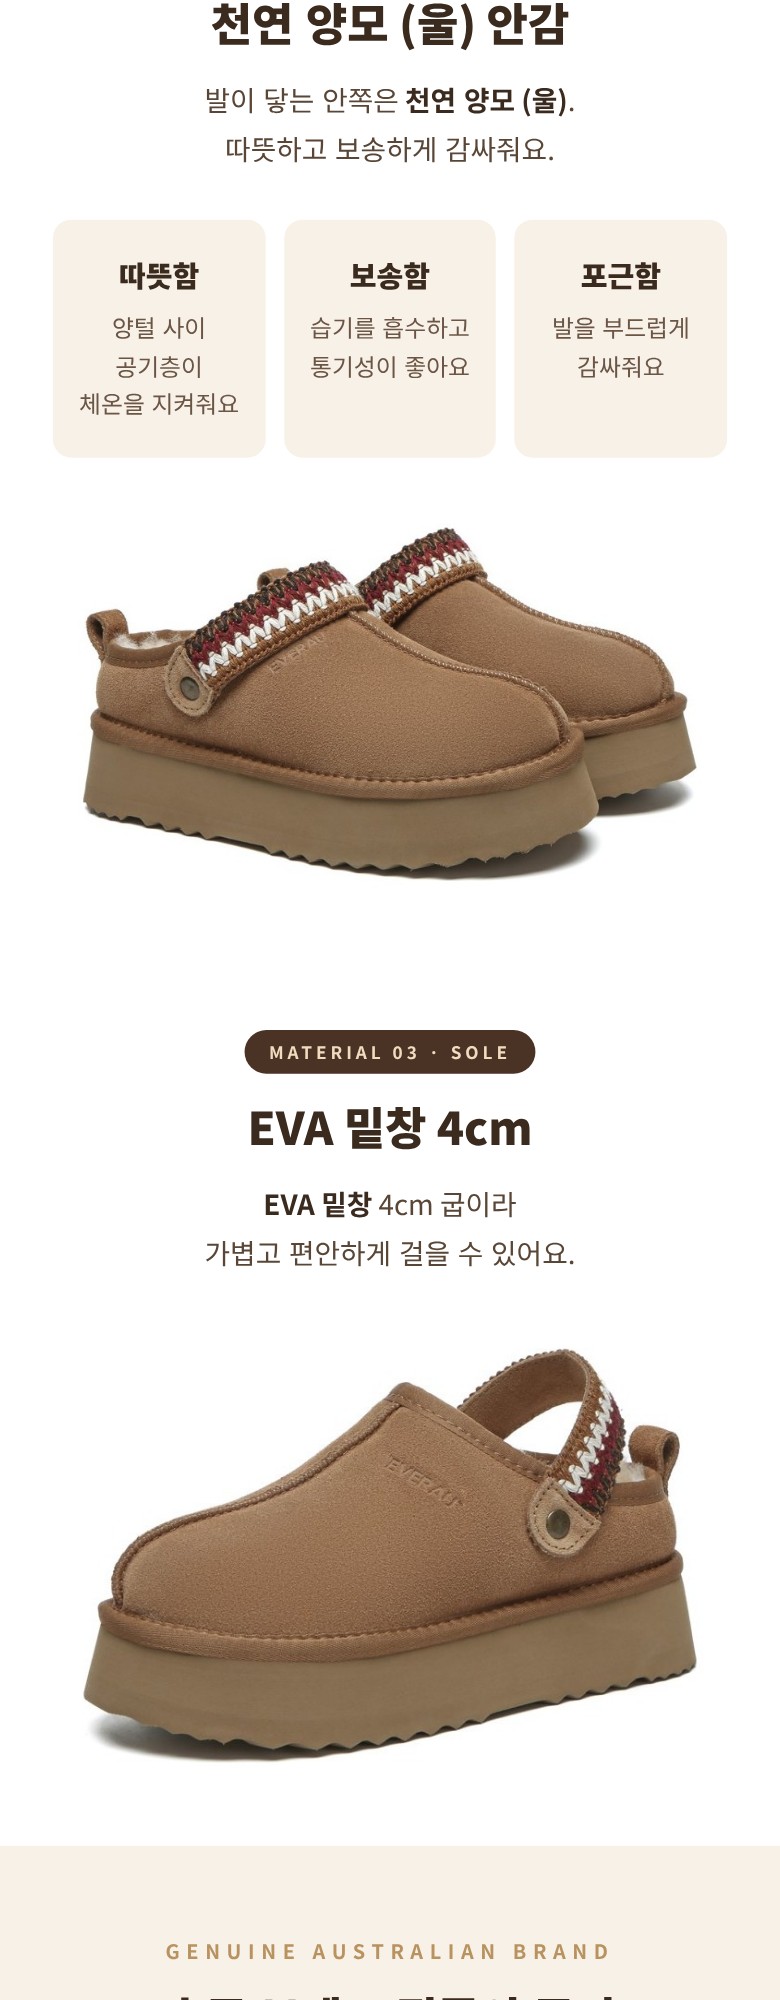 천연 양모 (울) 안감
발이 닿는 안쪽은 천연 양모 (울).
따뜻하고 보송하게 감싸줘요.
따뜻함
양털 사이
공기층이
체온을 지켜줘요
보송함
습기를 흡수하고
통기성이 좋아요
포근함
발을 부드럽게
감싸줘요
EVERAU
MATERIAL 03 · SOLE
EVA 밑창 4cm
EVA 밑창 4cm 굽이라
가볍고 편안하게 걸을 수 있어요.
EVERAU
GENUINE AUSTRALIAN BRAND